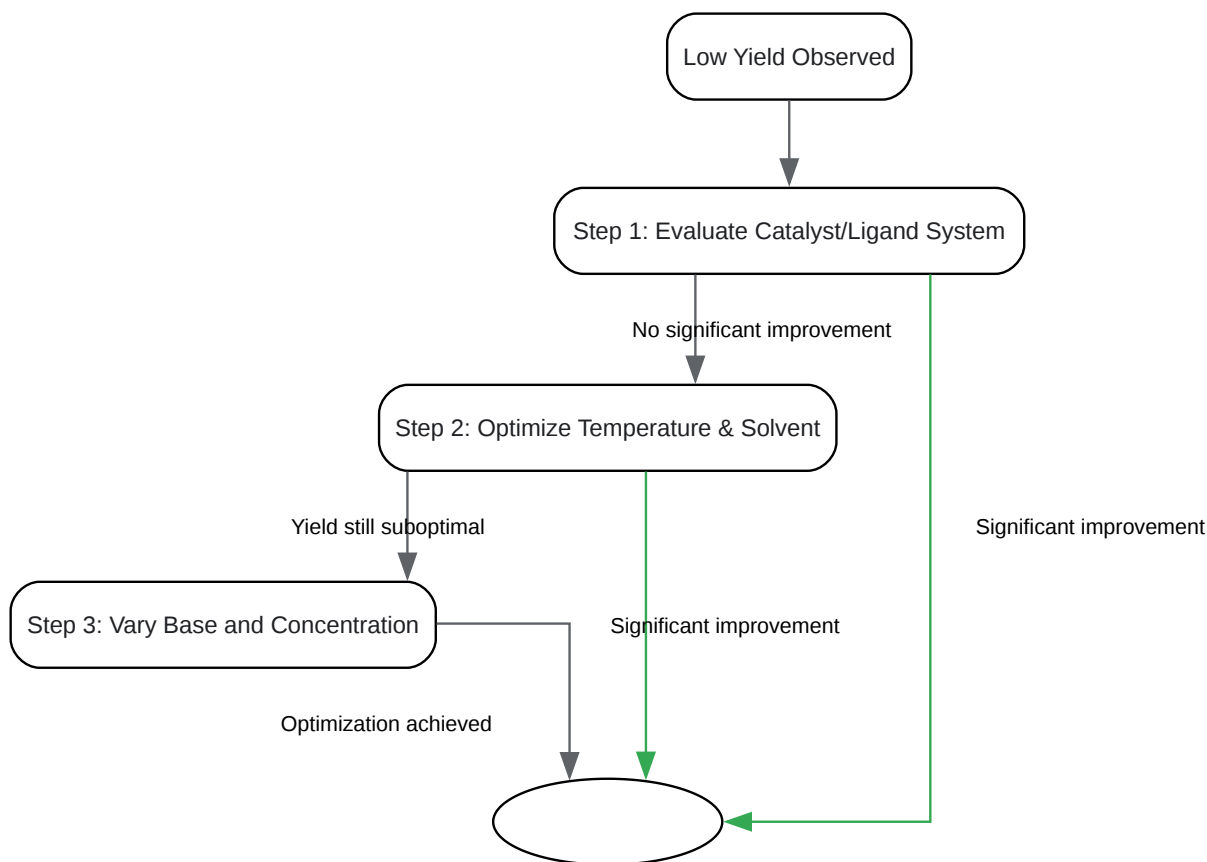 Low Yield Observed
Step 1: Evaluate Catalyst/Ligand System
No significant improvement
Step 2: Optimize Temperature & Solvent
Yield still suboptimal
Significant improvement
Step 3: Vary Base and Concentration
Significant improvement
Optimization achieved